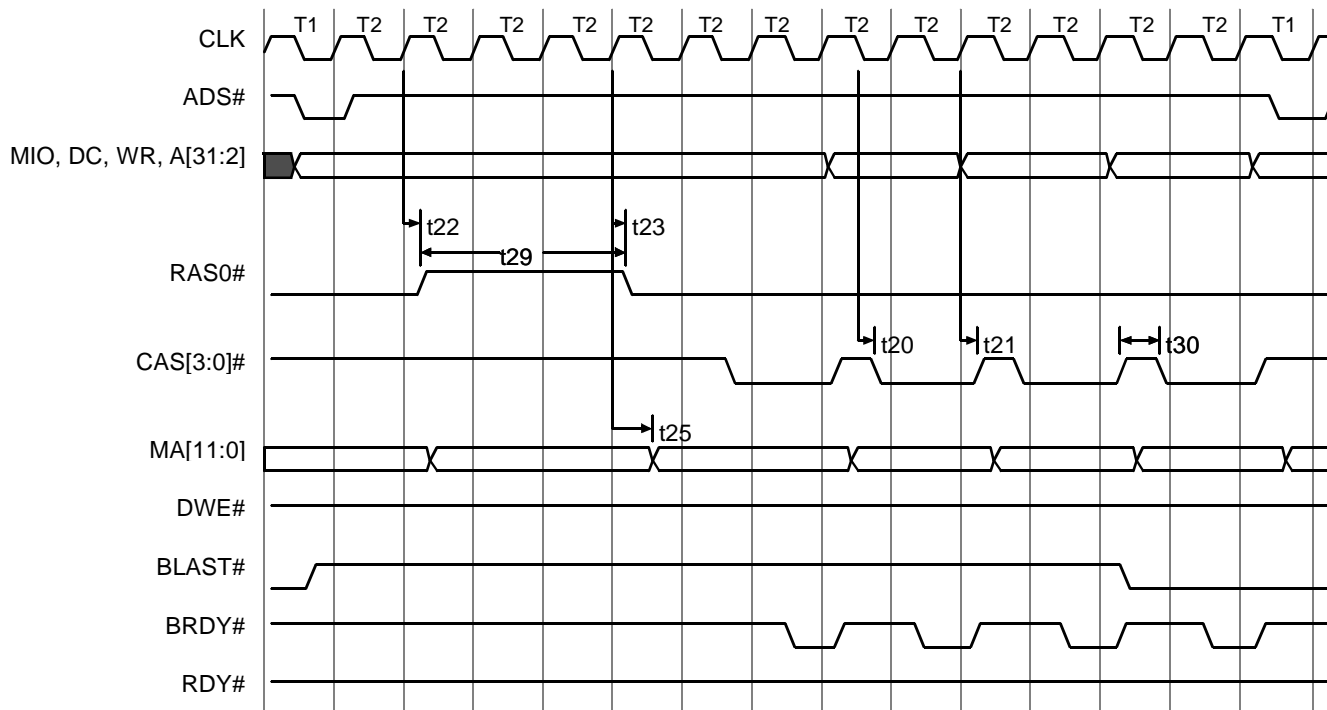 T1 T2 T2 T2 T2 T2 T2 T2 T2 T2 T2 T2 T2 T2 T1
CLK
ADS#
MIO, DC, WR, A[31:2]
t22 t23
t29
RAS0#
t20 t21 t30
CAS[3:0]#
t25
MA[11:0]
DWE#
BLAST#
BRDY#
RDY#